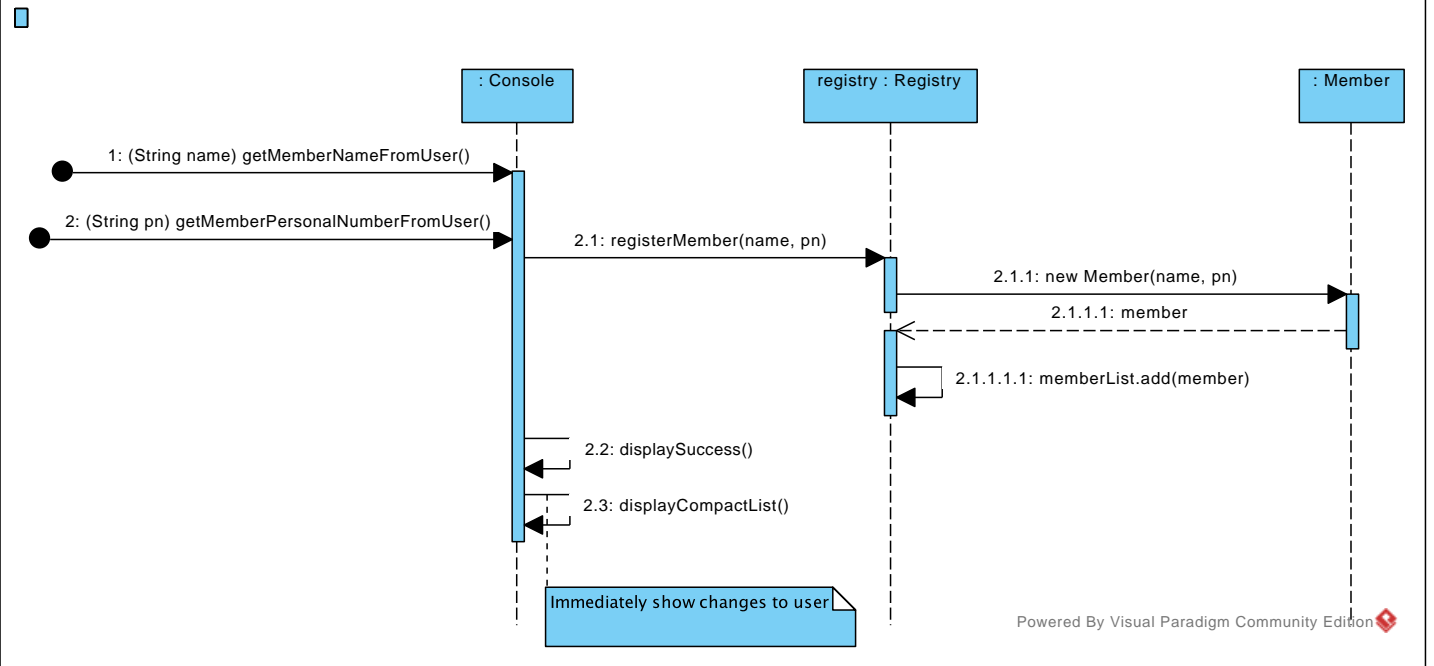 : Console
registry : Registry
: Member
1: (String name) getMemberNameFromUser()
2: (String pn) getMemberPersonalNumberFromUser()
2.1: registerMember(name, pn)
2.1.1: new Member(name, pn)
2.1.1.1: member
2.1.1.1.1: memberList.add(member)
2.2: displaySuccess()
2.3: displayCompactList()
Immediately show changes to user
Powered By Visual Paradigm Community Edition